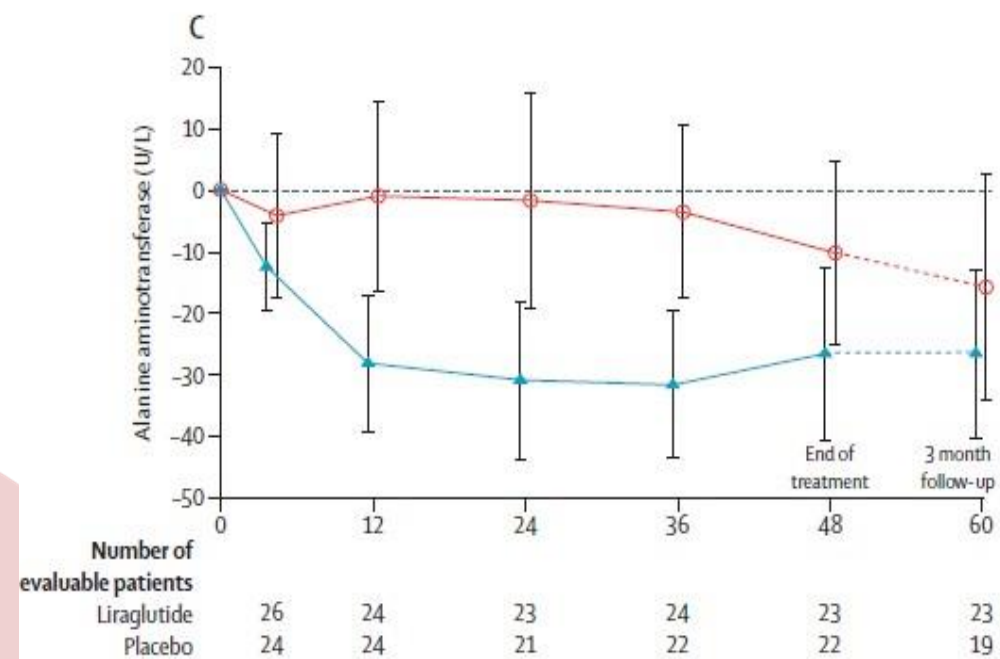 C
20
10
0
–10
–20
–30
–40
–50
Alanine aminotransferase (U/L)
End of
treatment
3 month
follow-up
0 12 24 36 48 60
Number of
evaluable patients
Liraglutide 26 24 23 24 23 23
Placebo 24 24 21 22 22 19